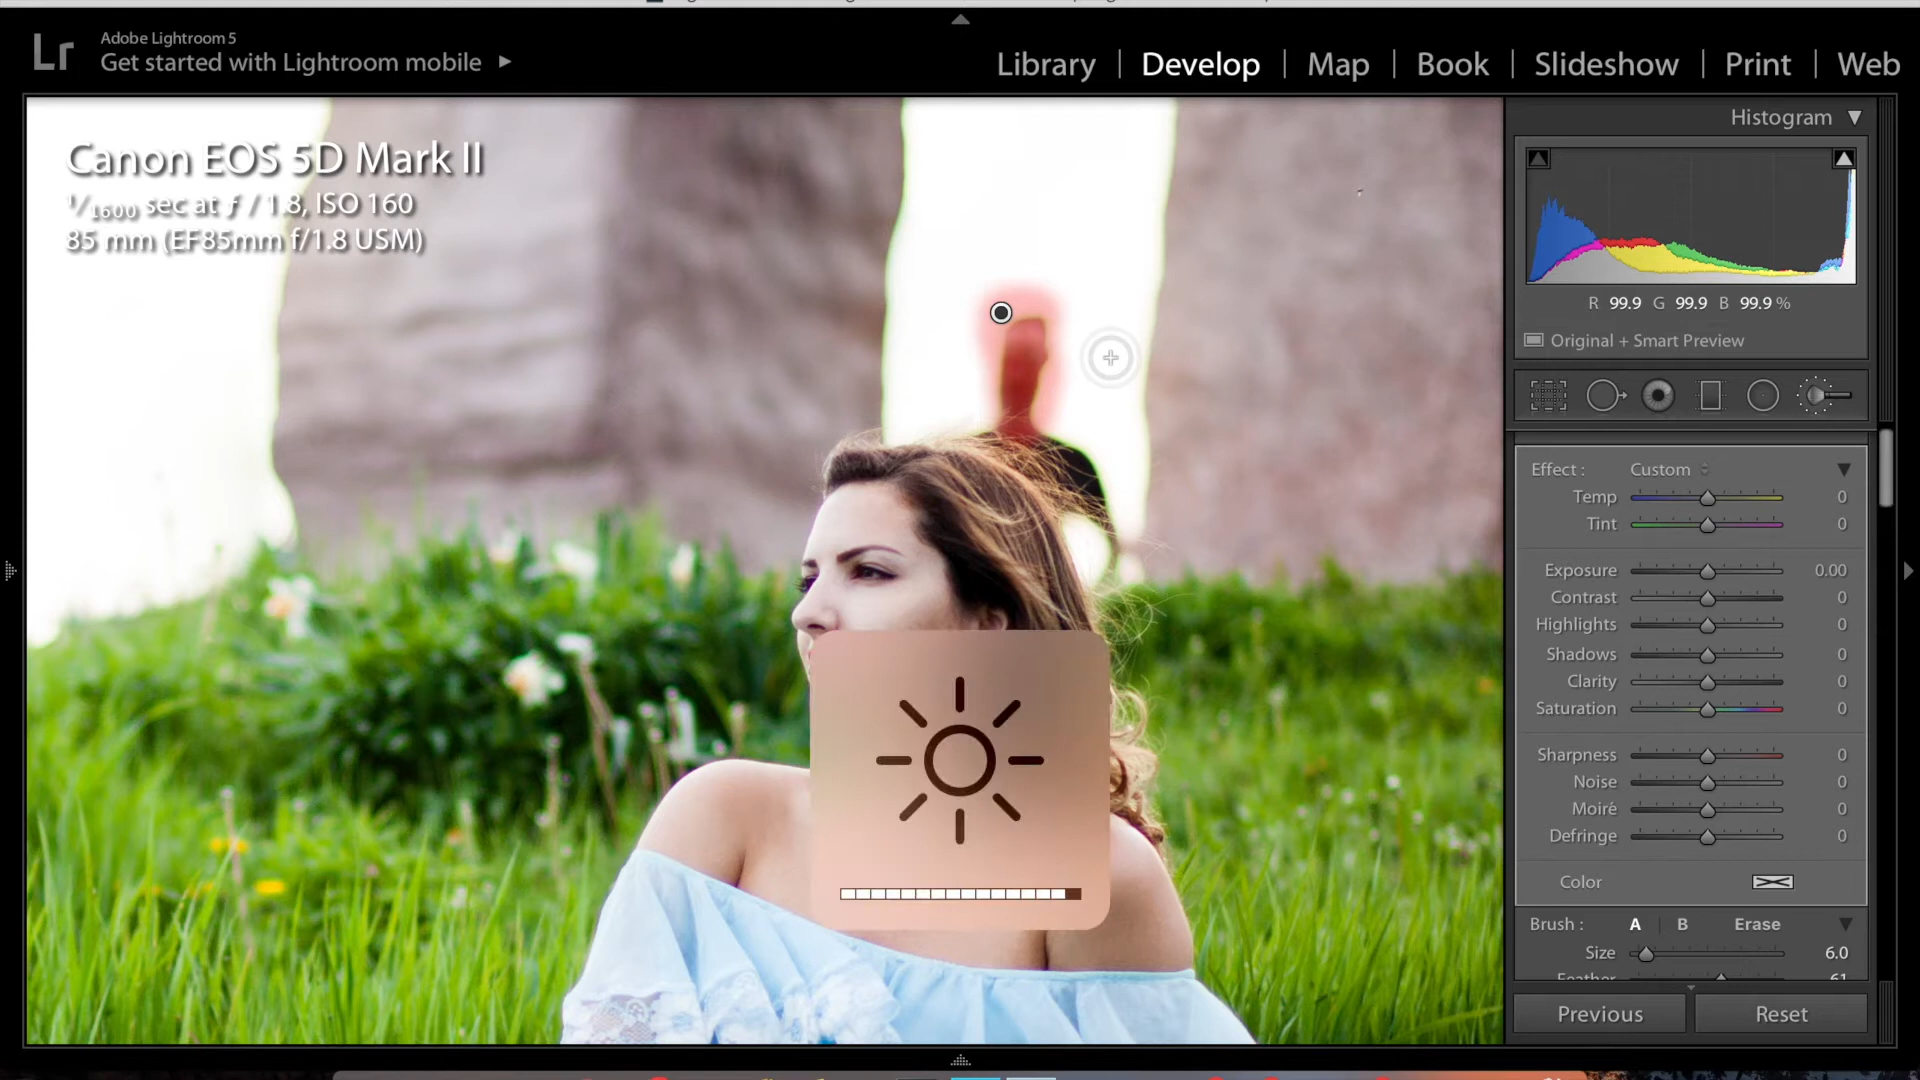 Lr
Adobe Lightroom 5
Get started with Lightroom mobile
Library | Develop | Map | Book | Slideshow | Print | Web
Canon EOS 5D Mark II
1/1600 sec at ƒ / 1.8, ISO 160
85 mm (EF85mm f/1.8 USM)
Histogram
R 99.9 G 99.9 B 99.9 %
Original + Smart Preview
Effect : Custom
Temp 0
Tint 0
Exposure 0.00
Contrast 0
Highlights 0
Shadows 0
Clarity 0
Saturation 0
Sharpness 0
Noise 0
Moiré 0
Defringe 0
Color
Brush : A | B Erase
Size 6.0
Feather 61
Previous Reset